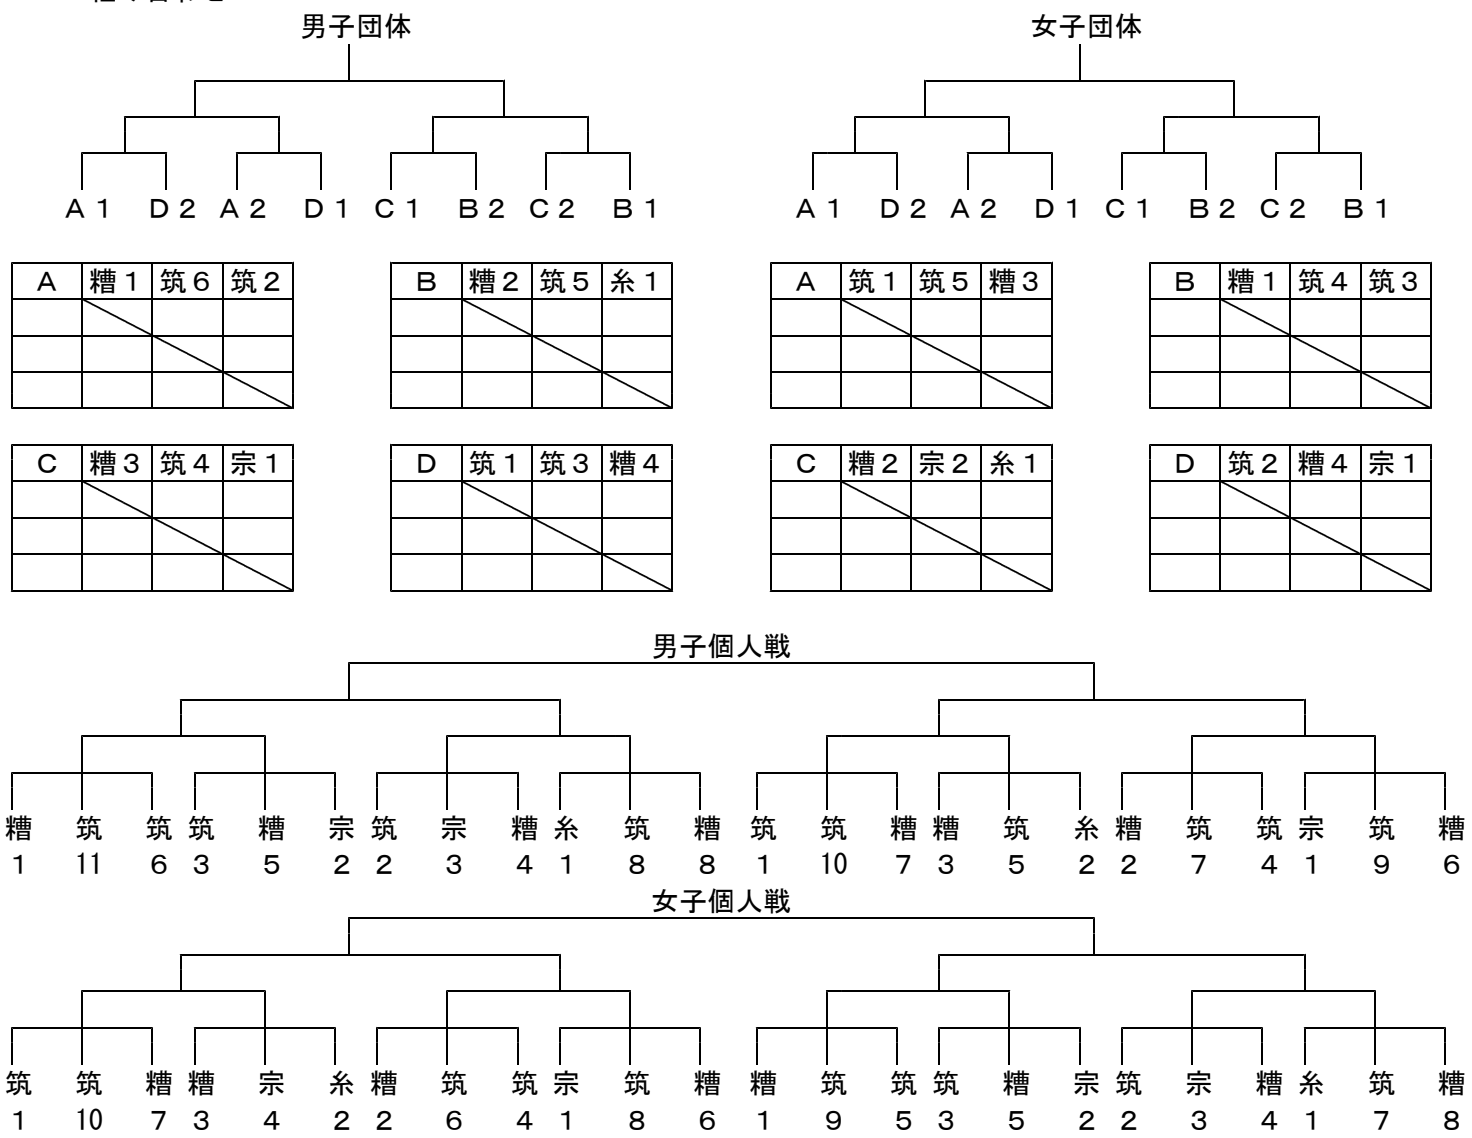 男子団体 女子団体
A1 D2 A2 D1 C1 B2 C2 B1 A1 D2 A2 D1 C1 B2 C2 B1
A 糟1 筑6 筑2 B 糟2 筑5 糸1 A 筑1 筑5 糟3 B 糟1 筑4 筑3
C 糟3 筑4 宗1 D 筑1 筑3 糟4 C 糟2 宗2 糸1 D 筑2 糟4 宗1
男子個人戦
糟 筑 筑 筑 糟 宗 筑 宗 糟 糸 筑 糟 筑 筑 糟 糟 筑 糸 糟 筑 筑 宗 筑 糟
1 11 6 3 5 2 2 3 4 1 8 8 1 10 7 3 5 2 2 7 4 1 9 6
女子個人戦
筑 筑 糟 糟 宗 糸 糟 筑 筑 宗 筑 糟 糟 筑 筑 筑 糟 宗 筑 宗 糟 糸 筑 糟
1 10 7 3 4 2 2 6 4 1 8 6 1 9 5 3 5 2 2 3 4 1 7 8